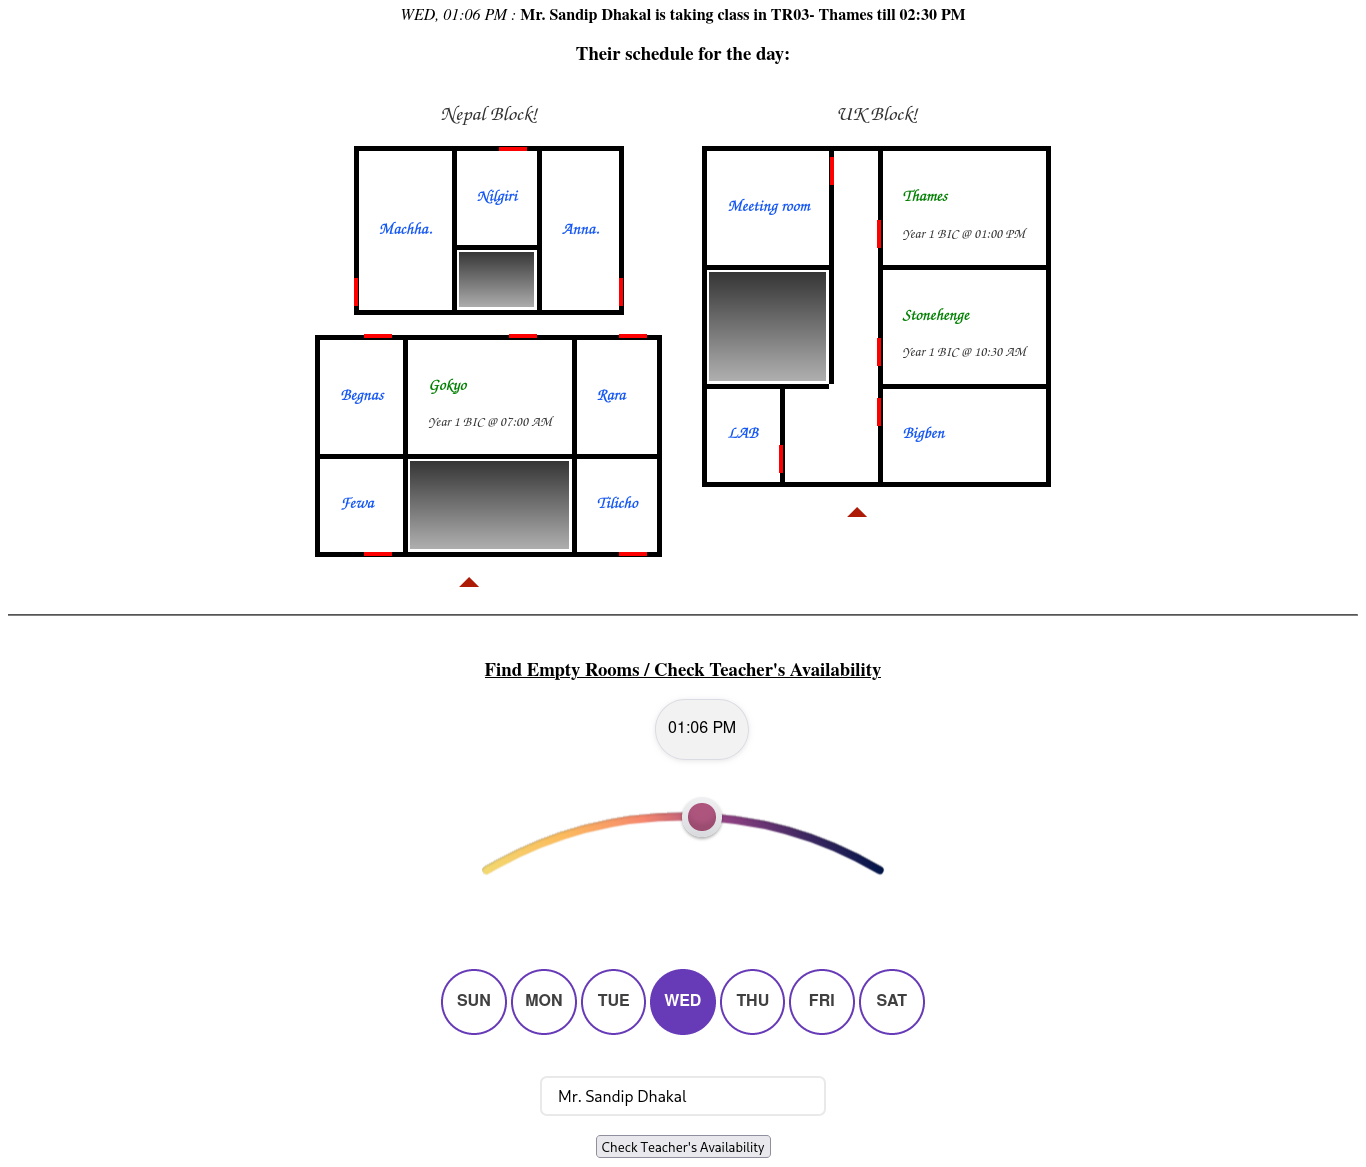 WED, 01:06 PM : Mr. Sandip Dhakal is taking class in TR03- Thames till 02:30 PM
Their schedule for the day:
Nepal Block!
Machha.
Nilgiri
Anna.
Begnas
Gokyo
Year 1 BIC @ 07:00 AM
Rara
Fewa
Tilicho
UK Block!
Meeting room
Thames
Year 1 BIC @ 01:00 PM
Stonehenge
Year 1 BIC @ 10:30 AM
LAB
Bigben
Find Empty Rooms / Check Teacher's Availability
01:06 PM
SUN MON TUE WED THU FRI SAT
Mr. Sandip Dhakal
Check Teacher's Availability